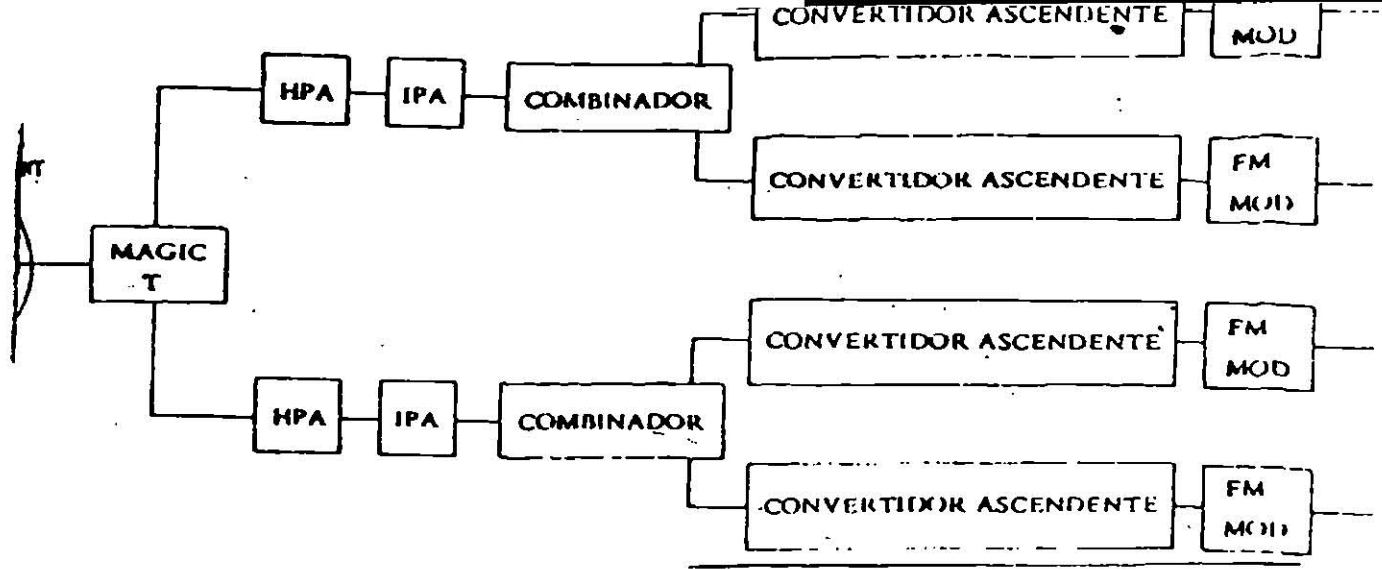 CONVERTIDOR ASCENDENTE
MOD
HPA
IPA
COMBINADOR
CONVERTIDOR ASCENDENTE
FM
MOD
MAGIC
T
CONVERTIDOR ASCENDENTE
FM
MOD
HPA
IPA
COMBINADOR
CONVERTIDOR ASCENDENTE
FM
MOD